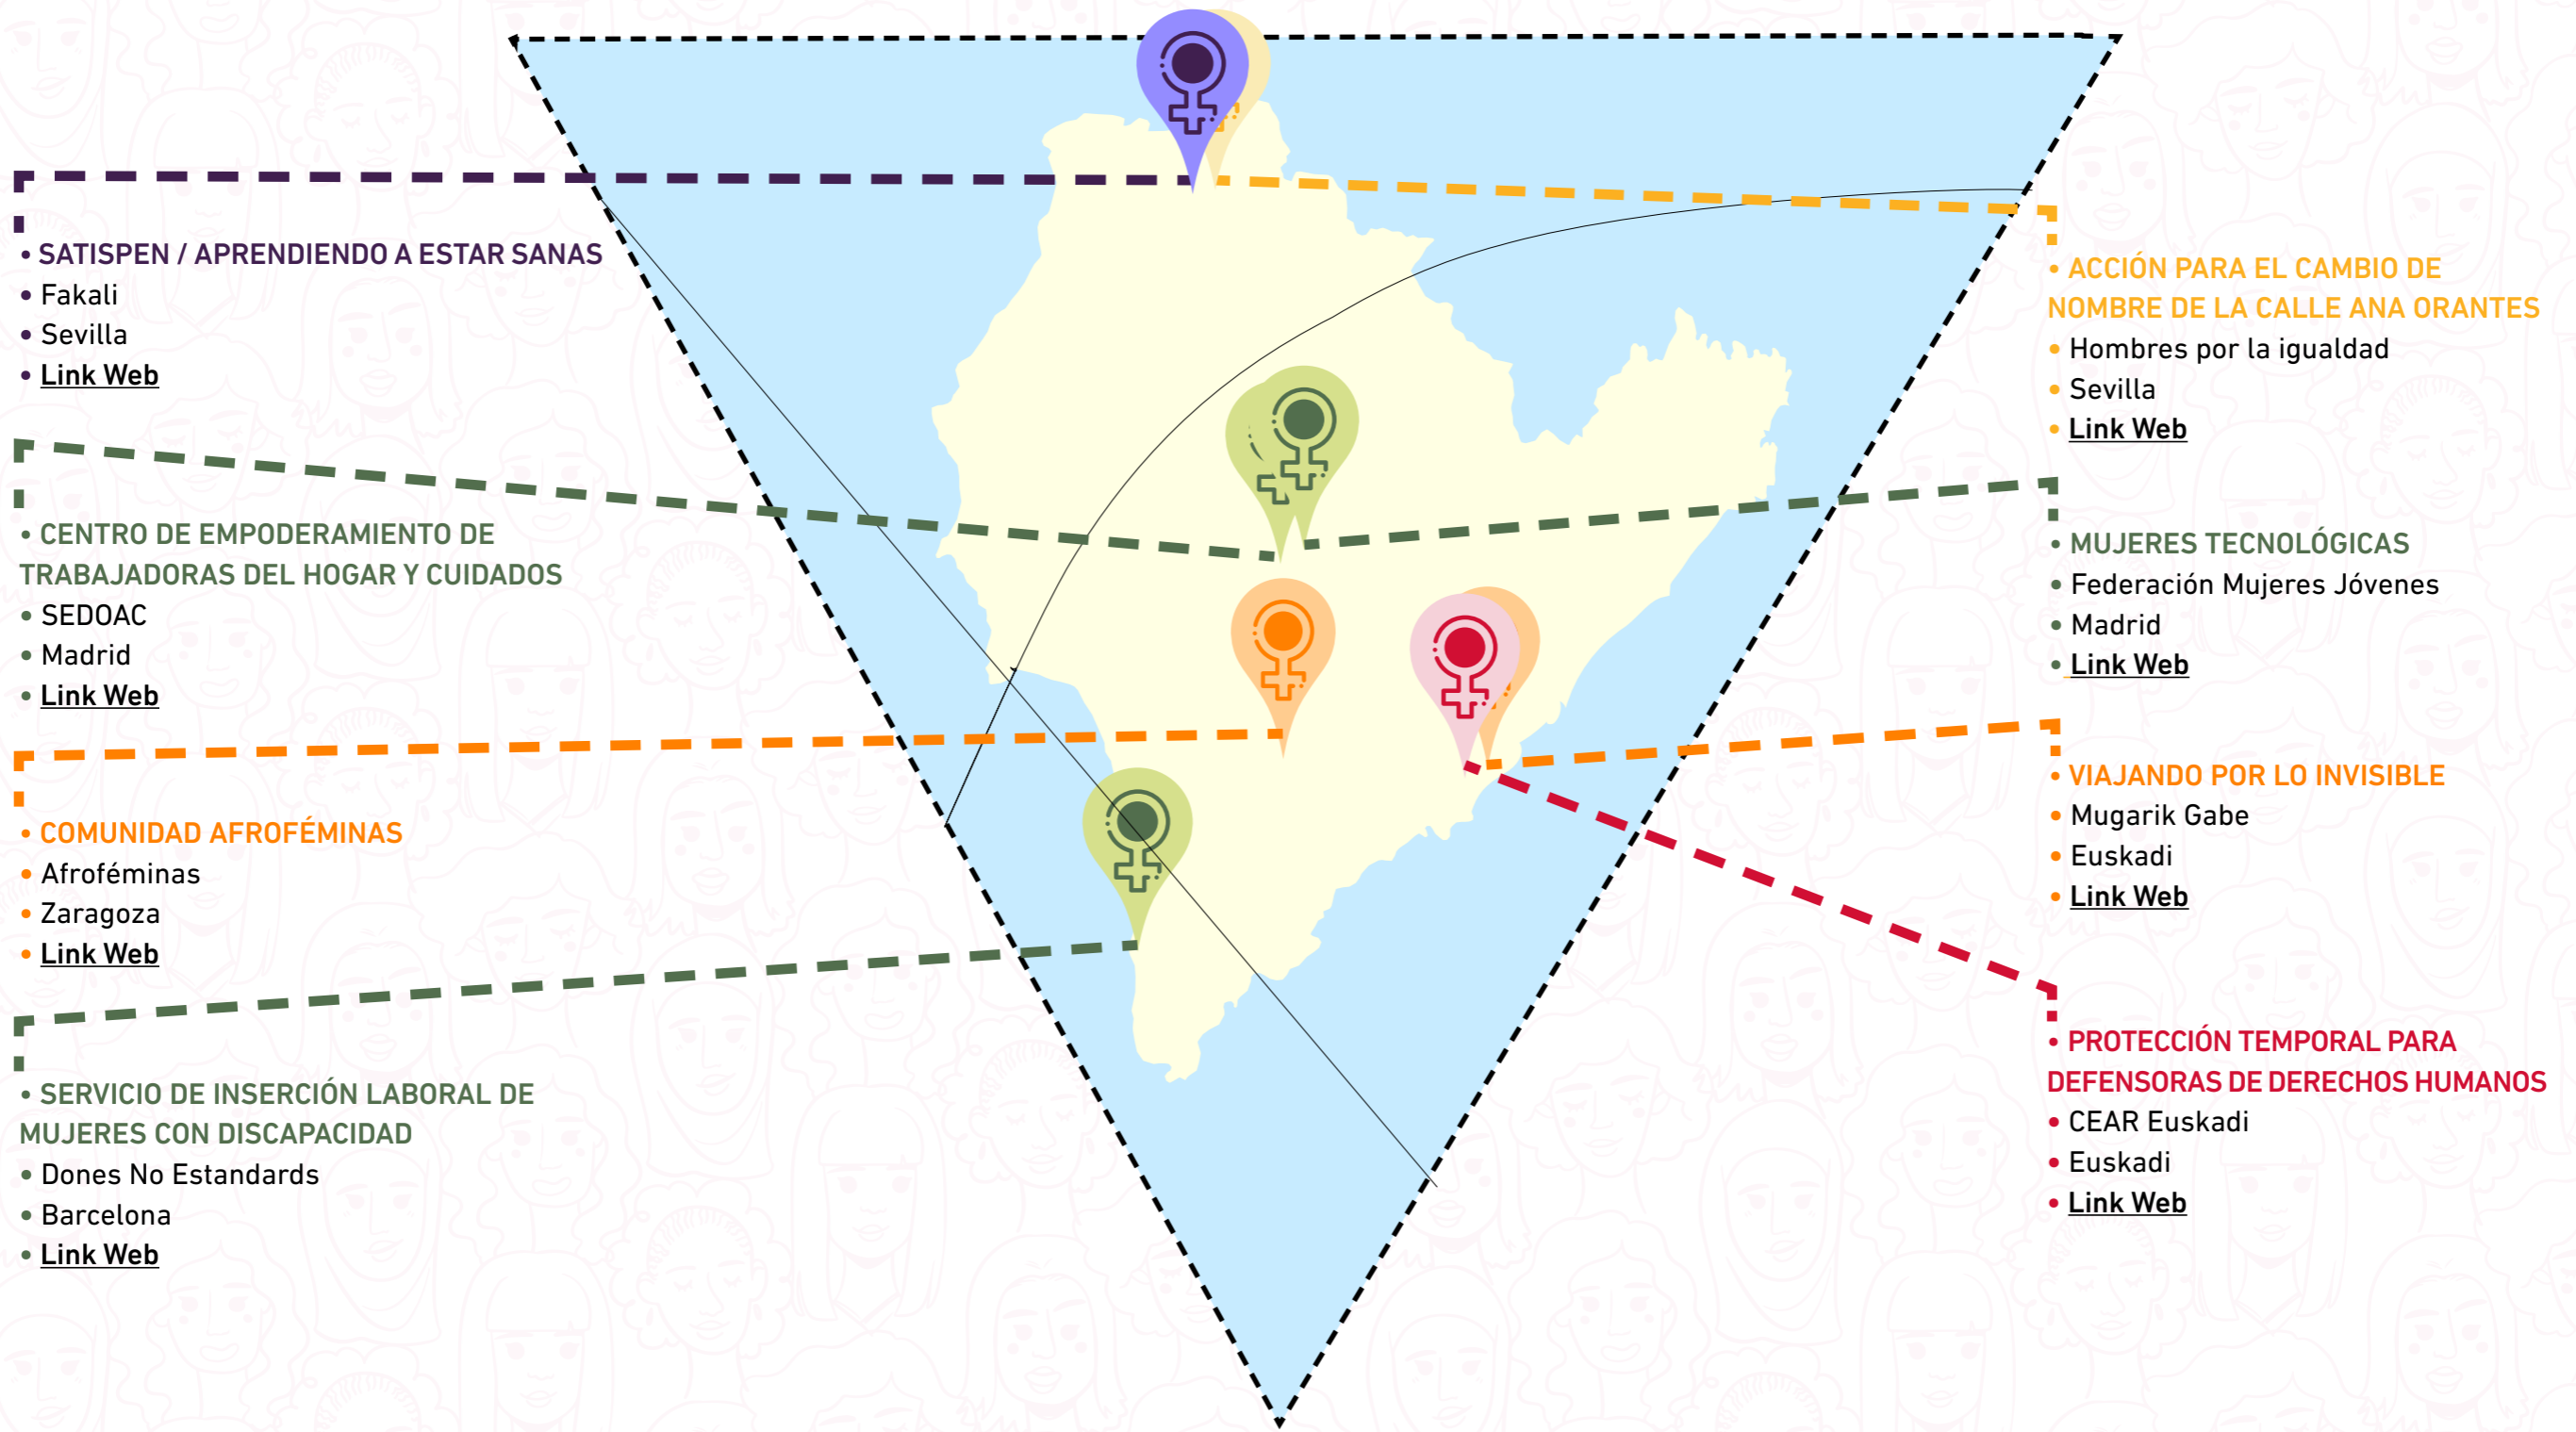 • SATISPEN / APRENDIENDO A ESTAR SANAS
• Fakali
• Sevilla
• Link Web
• CENTRO DE EMPODERAMIENTO DE
TRABAJADORAS DEL HOGAR Y CUIDADOS
• SEDOAC
• Madrid
• Link Web
• COMUNIDAD AFROFÉMINAS
• Afroféminas
• Zaragoza
• Link Web
• SERVICIO DE INSERCIÓN LABORAL DE
MUJERES CON DISCAPACIDAD
• Dones No Estandards
• Barcelona
• Link Web
• ACCIÓN PARA EL CAMBIO DE
NOMBRE DE LA CALLE ANA ORANTES
• Hombres por la igualdad
• Sevilla
• Link Web
• MUJERES TECNOLÓGICAS
• Federación Mujeres Jóvenes
• Madrid
• Link Web
• VIAJANDO POR LO INVISIBLE
• Mugarik Gabe
• Euskadi
• Link Web
• PROTECCIÓN TEMPORAL PARA
DEFENSORAS DE DERECHOS HUMANOS
• CEAR Euskadi
• Euskadi
• Link Web